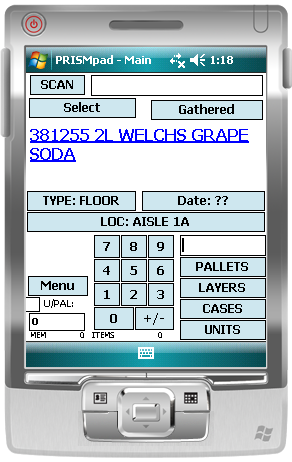 PRISMpad - Main 1:18
SCAN
Select Gathered
381255 2L WELCHS GRAPE
SODA
TYPE: FLOOR Date: ??
LOC: AISLE 1A
7 8 9
4 5 6 PALLETS
Menu 1 2 3 LAYERS
U/PAL: CASES
0 0 +/- UNITS
MEM 0 ITEMS 0